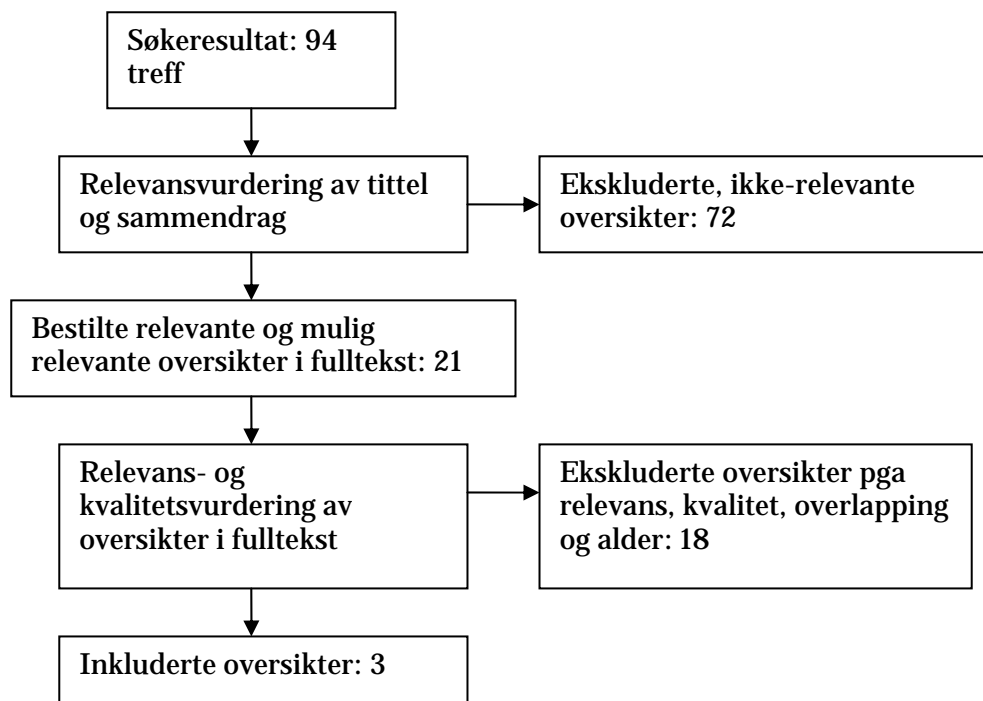 Søkeresultat: 94
treff
Relevansvurdering av tittel
og sammendrag
Ekskluderte, ikke-relevante
oversikter: 72
Bestilte relevante og mulig
relevante oversikter i fulltekst: 21
Relevans- og
kvalitetsvurdering av
oversikter i fulltekst
Ekskluderte oversikter pga
relevans, kvalitet, overlapping
og alder: 18
Inkluderte oversikter: 3